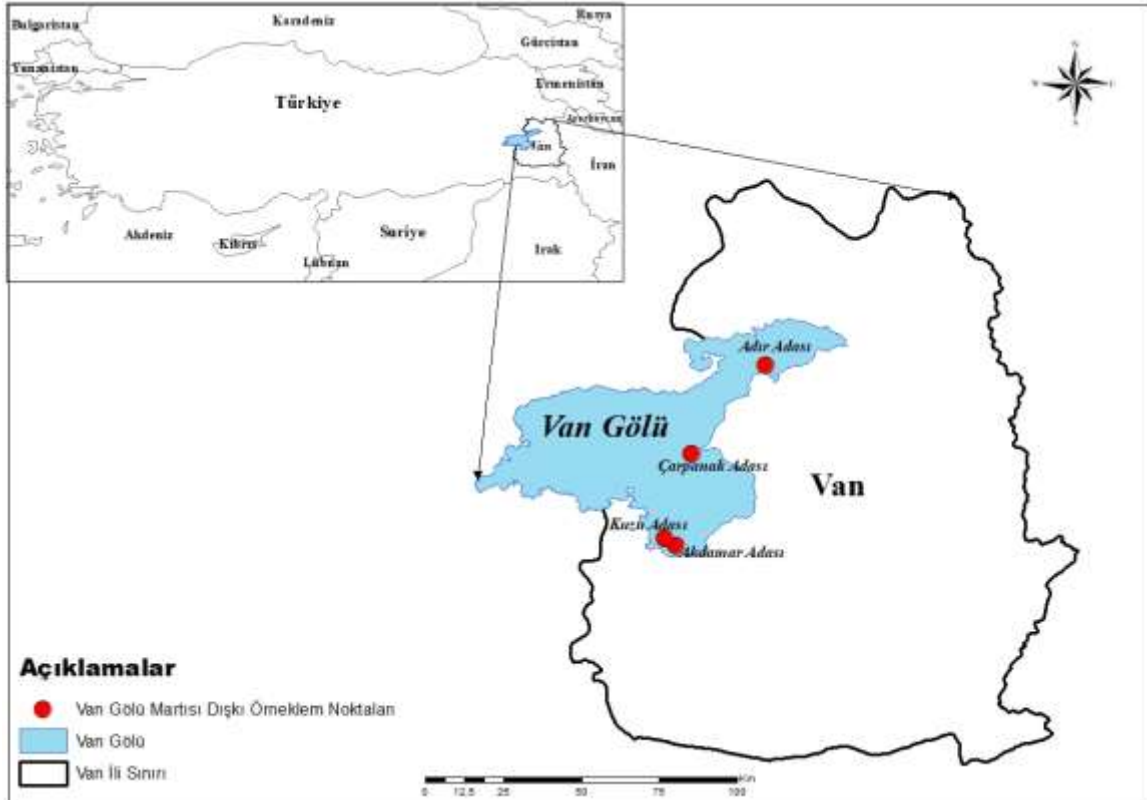 Bulgaristan
Karadeniz
Rusya
Gürcistan
Yunanistan
Ermenistan
Türkiye
Azerbaycan
Van
İran
Akdeniz
Kıbrıs
Suriye
Lübnan
Irak
Adır Adası
Van Gölü
Çarpanak Adası
Van
Kuzu Adası
Akdamar Adası
Açıklamalar
Van Gölü Martısı Dışkı Örneklem Noktaları
Van Gölü
Van İli Sınırı
Km
0 12,5 25 50 75 100